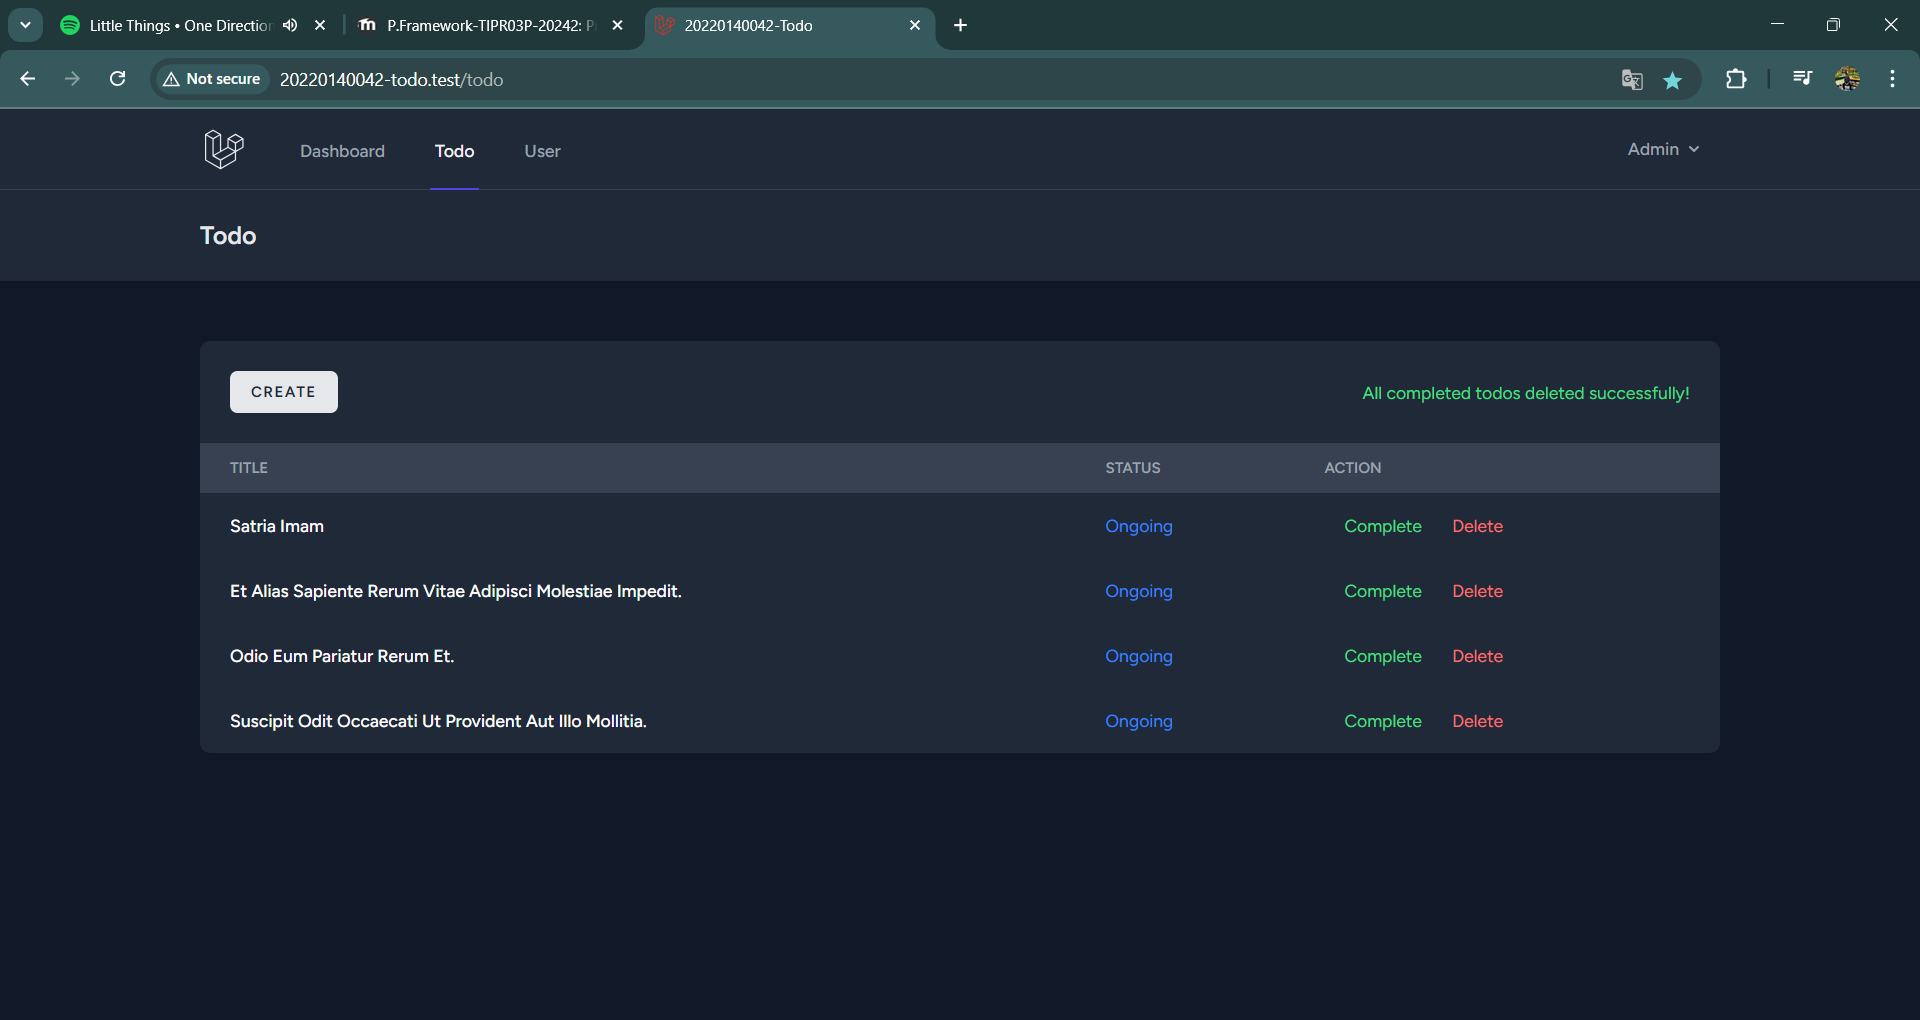 Little Things • One Direction
P.Framework-TIPR03P-20242: P
20220140042-Todo
Not secure
20220140042-todo.test/todo
Dashboard
Todo
User
Admin
Todo
CREATE
All completed todos deleted successfully!
TITLE STATUS ACTION
Satria Imam Ongoing Complete Delete
Et Alias Sapiente Rerum Vitae Adipisci Molestiae Impedit. Ongoing Complete Delete
Odio Eum Pariatur Rerum Et. Ongoing Complete Delete
Suscipit Odit Occaecati Ut Provident Aut Illo Mollitia. Ongoing Complete Delete